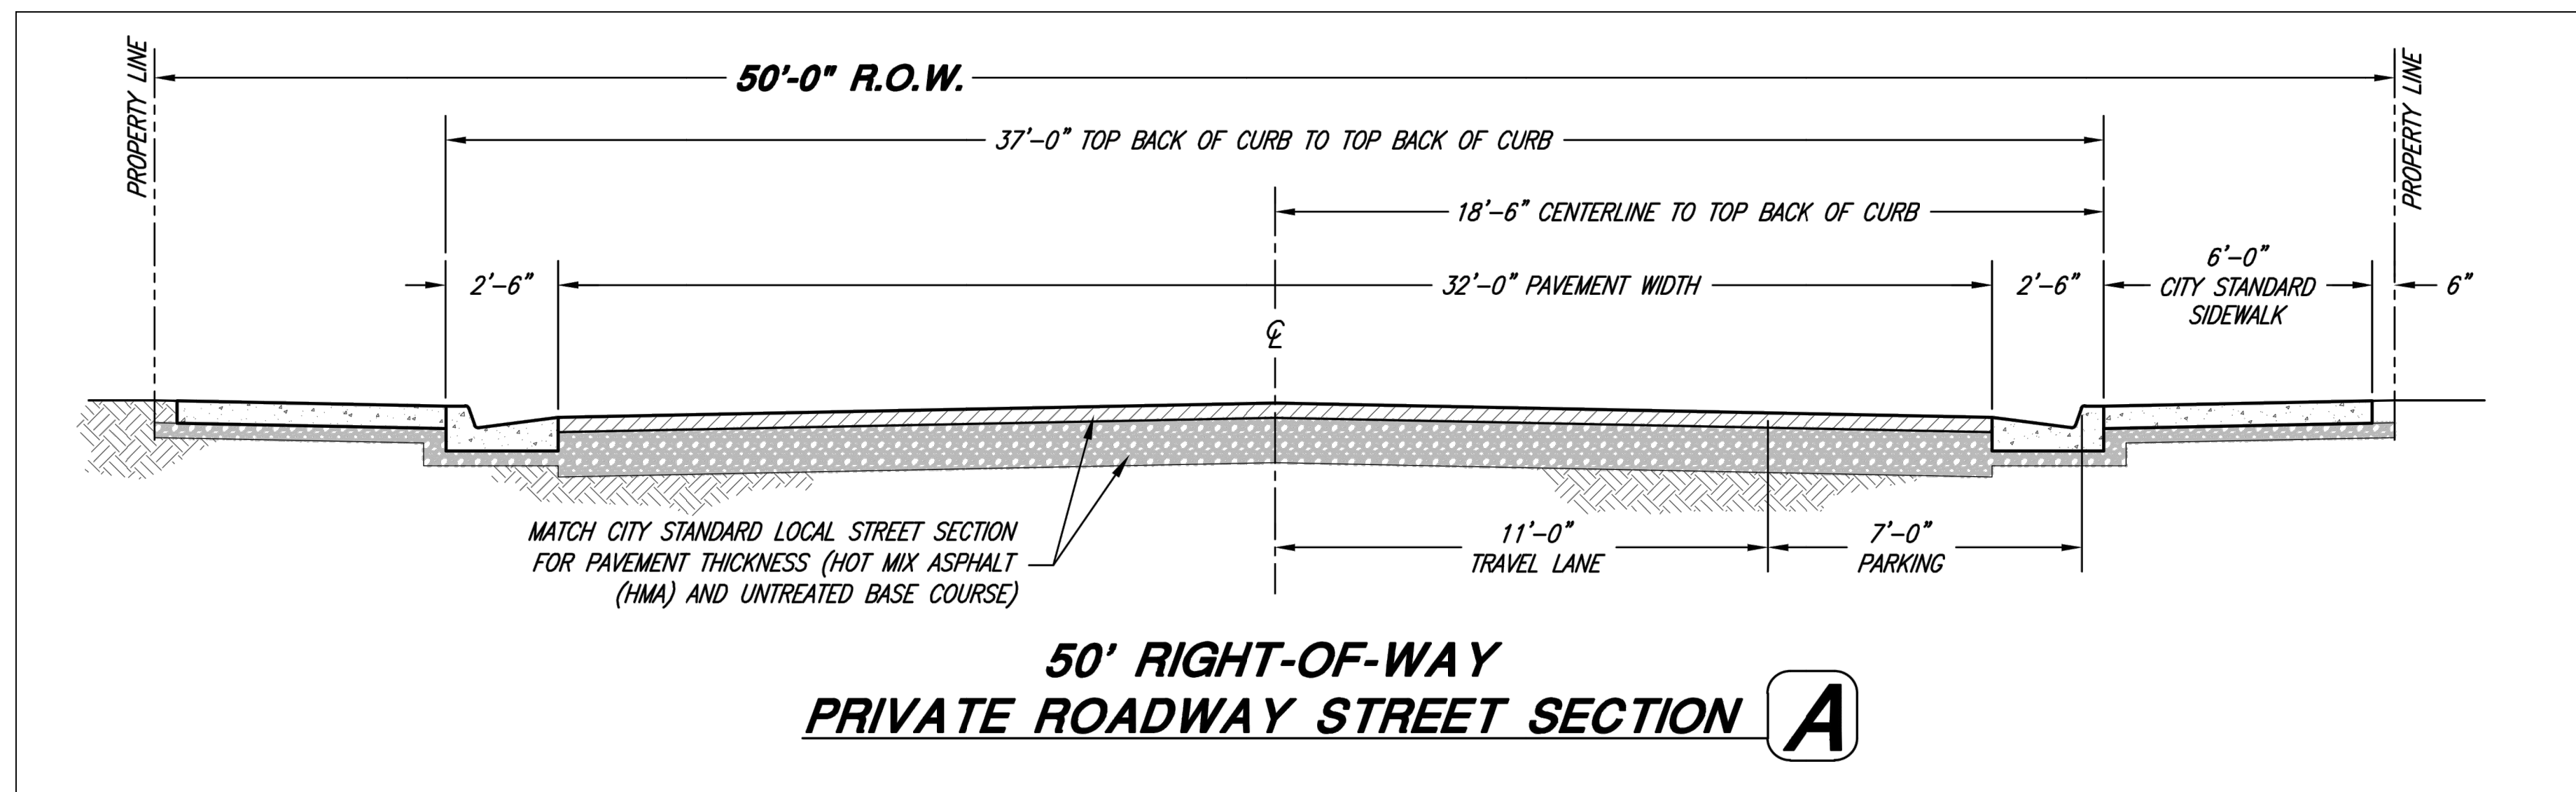 PROPERTY LINE
50'-0" R.O.W.
PROPERTY LINE
37'-0" TOP BACK OF CURB TO TOP BACK OF CURB
18'-6" CENTERLINE TO TOP BACK OF CURB
2'-6"
32'-0" PAVEMENT WIDTH
2'-6"
6'-0"
CITY STANDARD
SIDEWALK
6"
℄
MATCH CITY STANDARD LOCAL STREET SECTION
FOR PAVEMENT THICKNESS (HOT MIX ASPHALT
(HMA) AND UNTREATED BASE COURSE)
11'-0"
TRAVEL LANE
7'-0"
PARKING
50' RIGHT-OF-WAY
PRIVATE ROADWAY STREET SECTION A